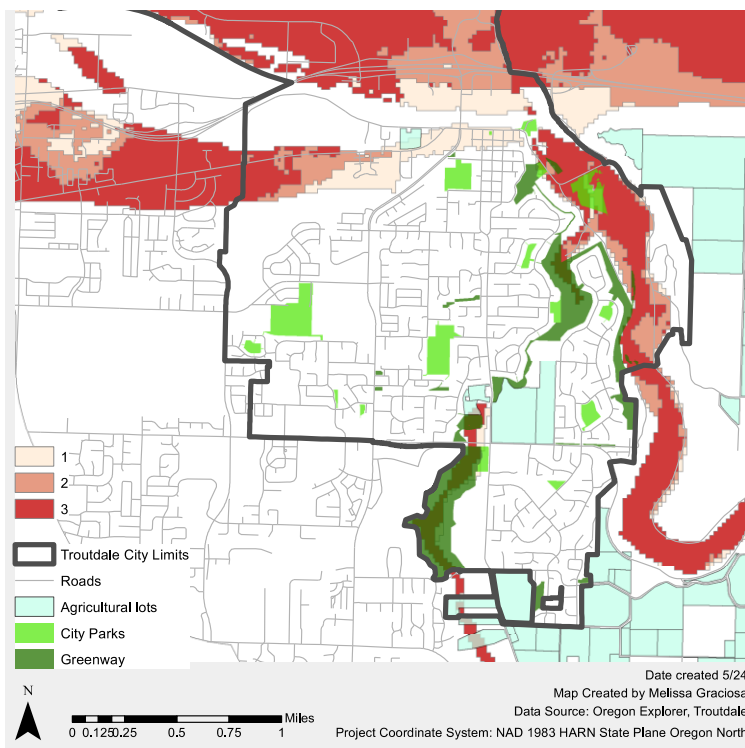 1
2
3
Troutdale City Limits
Roads
Agricultural lots
City Parks
Greenway
N
Miles
0 0.1250.25 0.5 0.75 1
Date created 5/24
Map Created by Melissa Graciosa
Data Source: Oregon Explorer, Troutdale
Project Coordinate System: NAD 1983 HARN State Plane Oregon North